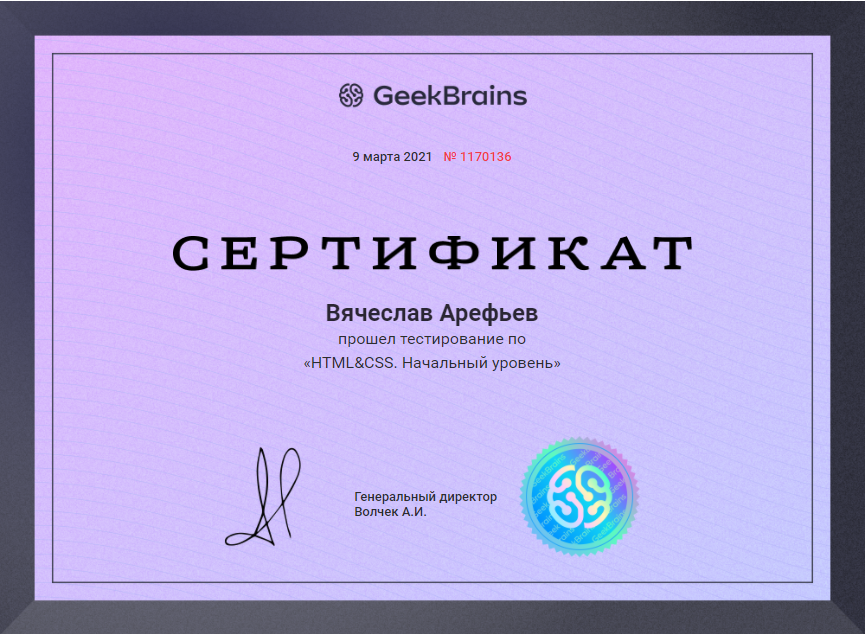 GeekBrains
9 марта 2021 № 1170136
СЕРТИФИКАТ
Вячеслав Арефьев
прошел тестирование по
«HTML&CSS. Начальный уровень»
Генеральный директор
Волчек А.И.